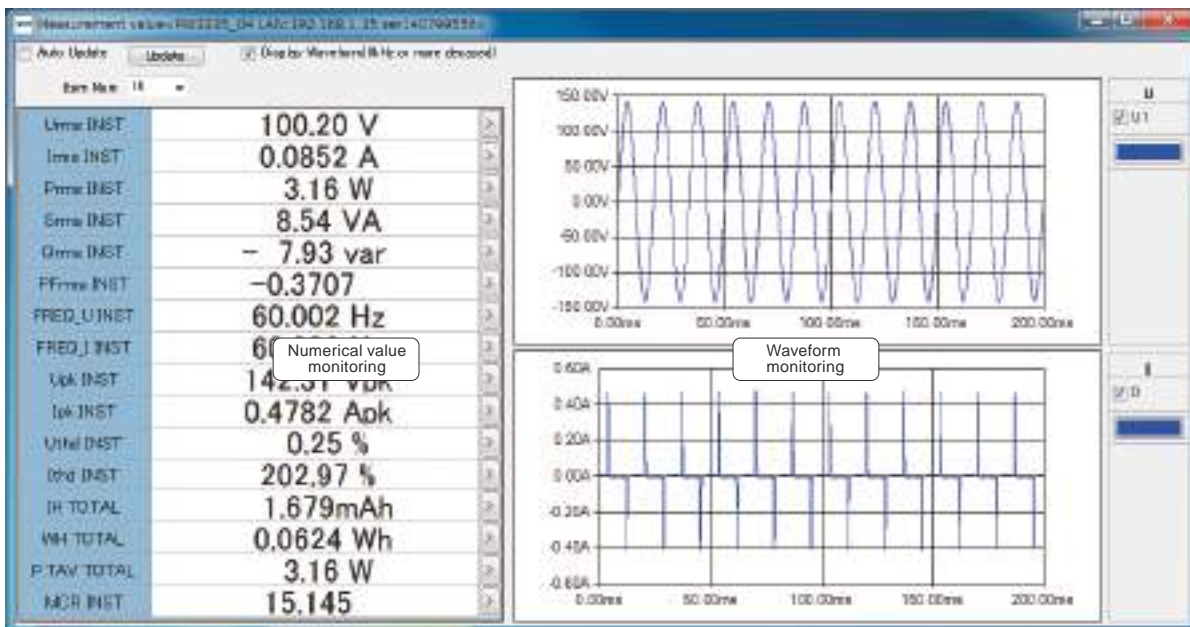 Auto Update
Update
Display Waveform
Item Num 16
Urms INST 100.20 V
Irms INST 0.0852 A
Prms INST 3.16 W
Srms INST 8.54 VA
Qrms INST - 7.93 var
PFrms INST -0.3707
FREQ_U INST 60.002 Hz
FREQ_I INST
Upk INST 142.31 Vpk
Ipk INST 0.4782 Apk
Uthd INST 0.25 %
Ithd INST 202.97 %
IH TOTAL 1.679mAh
WH TOTAL 0.0624 Wh
P TAV TOTAL 3.16 W
MCR INST 15.145
Numerical value
monitoring
150.00V
100.00V
50.00V
0.00V
-50.00V
-100.00V
-150.00V
0.00ms 50.00ms 100.00ms 150.00ms 200.00ms
U
U1
Waveform
monitoring
0.60A
0.40A
0.20A
0.00A
-0.20A
-0.40A
-0.60A
0.00ms 50.00ms 100.00ms 150.00ms 200.00ms
I